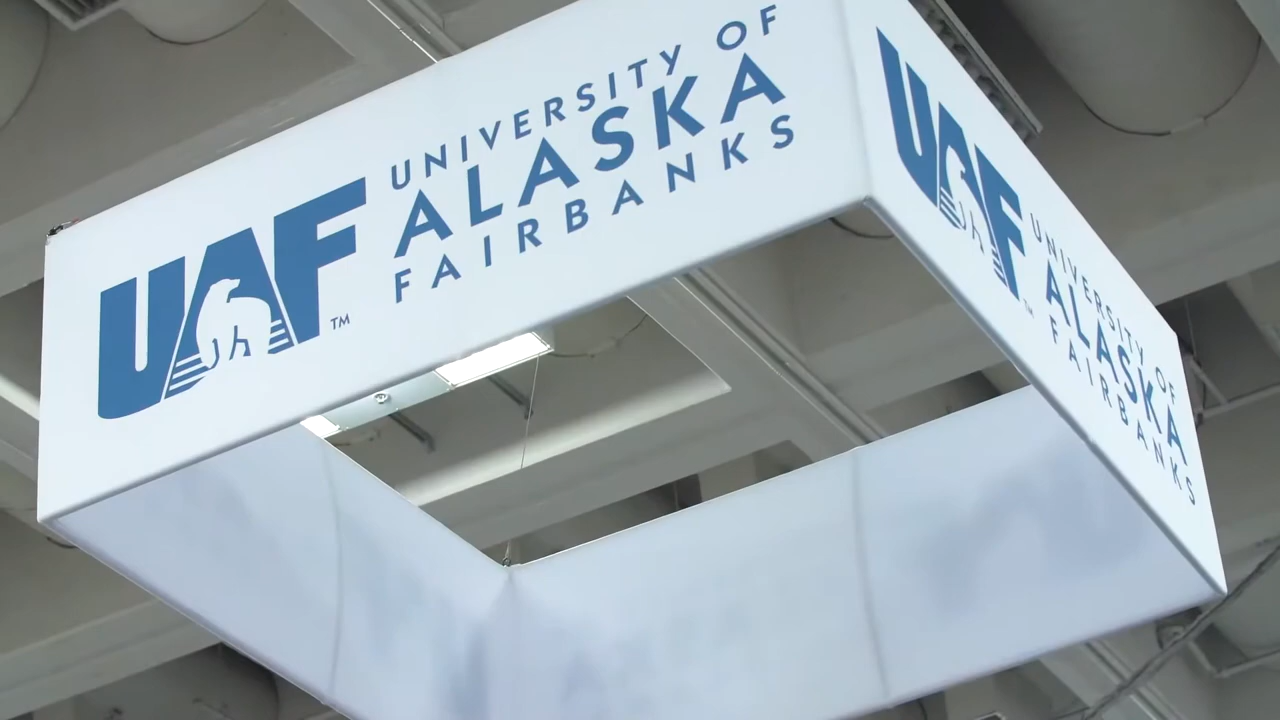 UAF™
UNIVERSITY OF
ALASKA
FAIRBANKS
UAF™
UNIVERSITY OF
ALASKA
FAIRBANKS